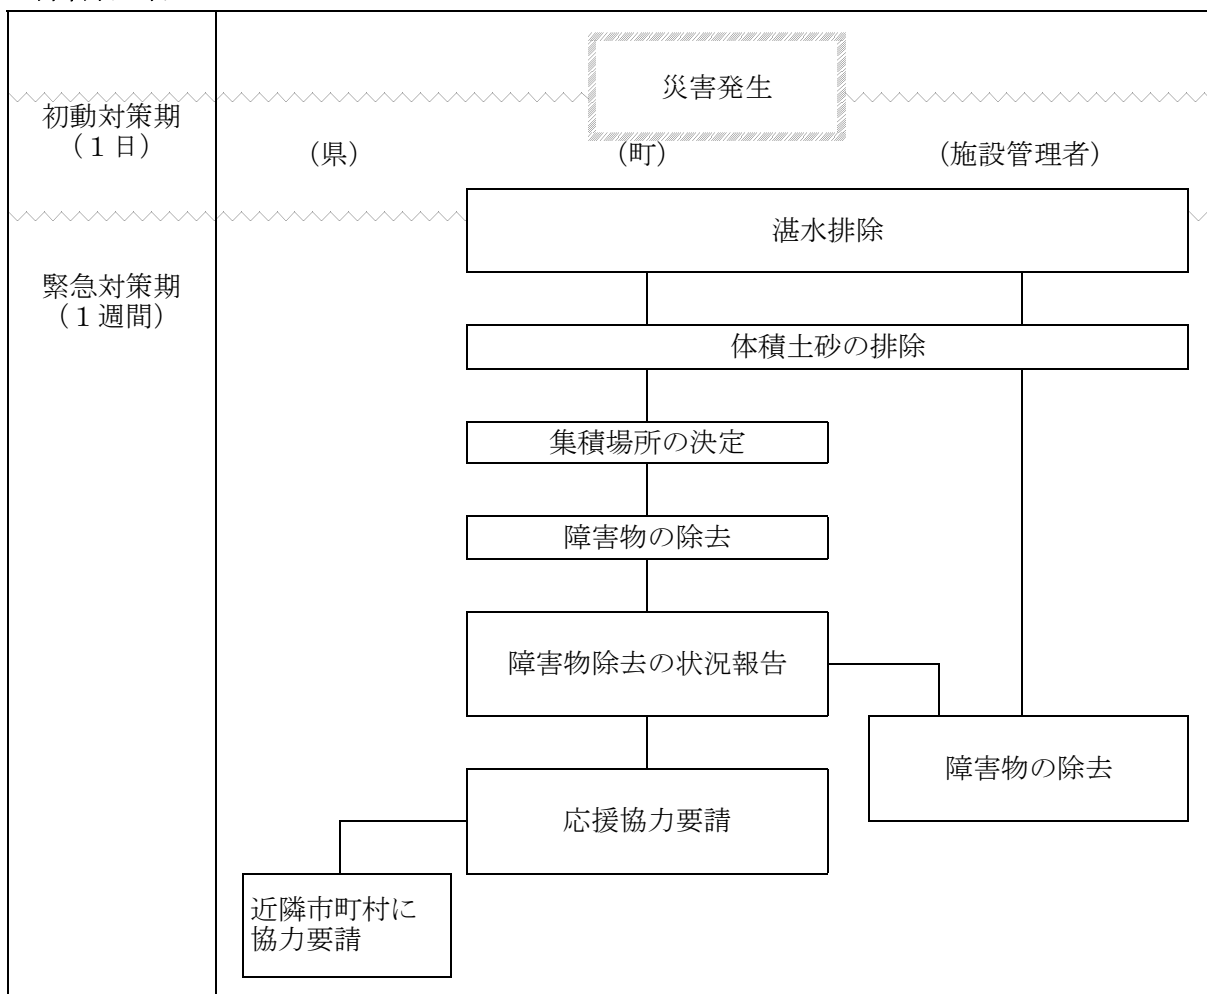 災害発生
初動対策期
（１日）
（県）
（町）
（施設管理者）
湛水排除
緊急対策期
（１週間）
体積土砂の排除
集積場所の決定
障害物の除去
障害物除去の状況報告
障害物の除去
応援協力要請
近隣市町村に
協力要請